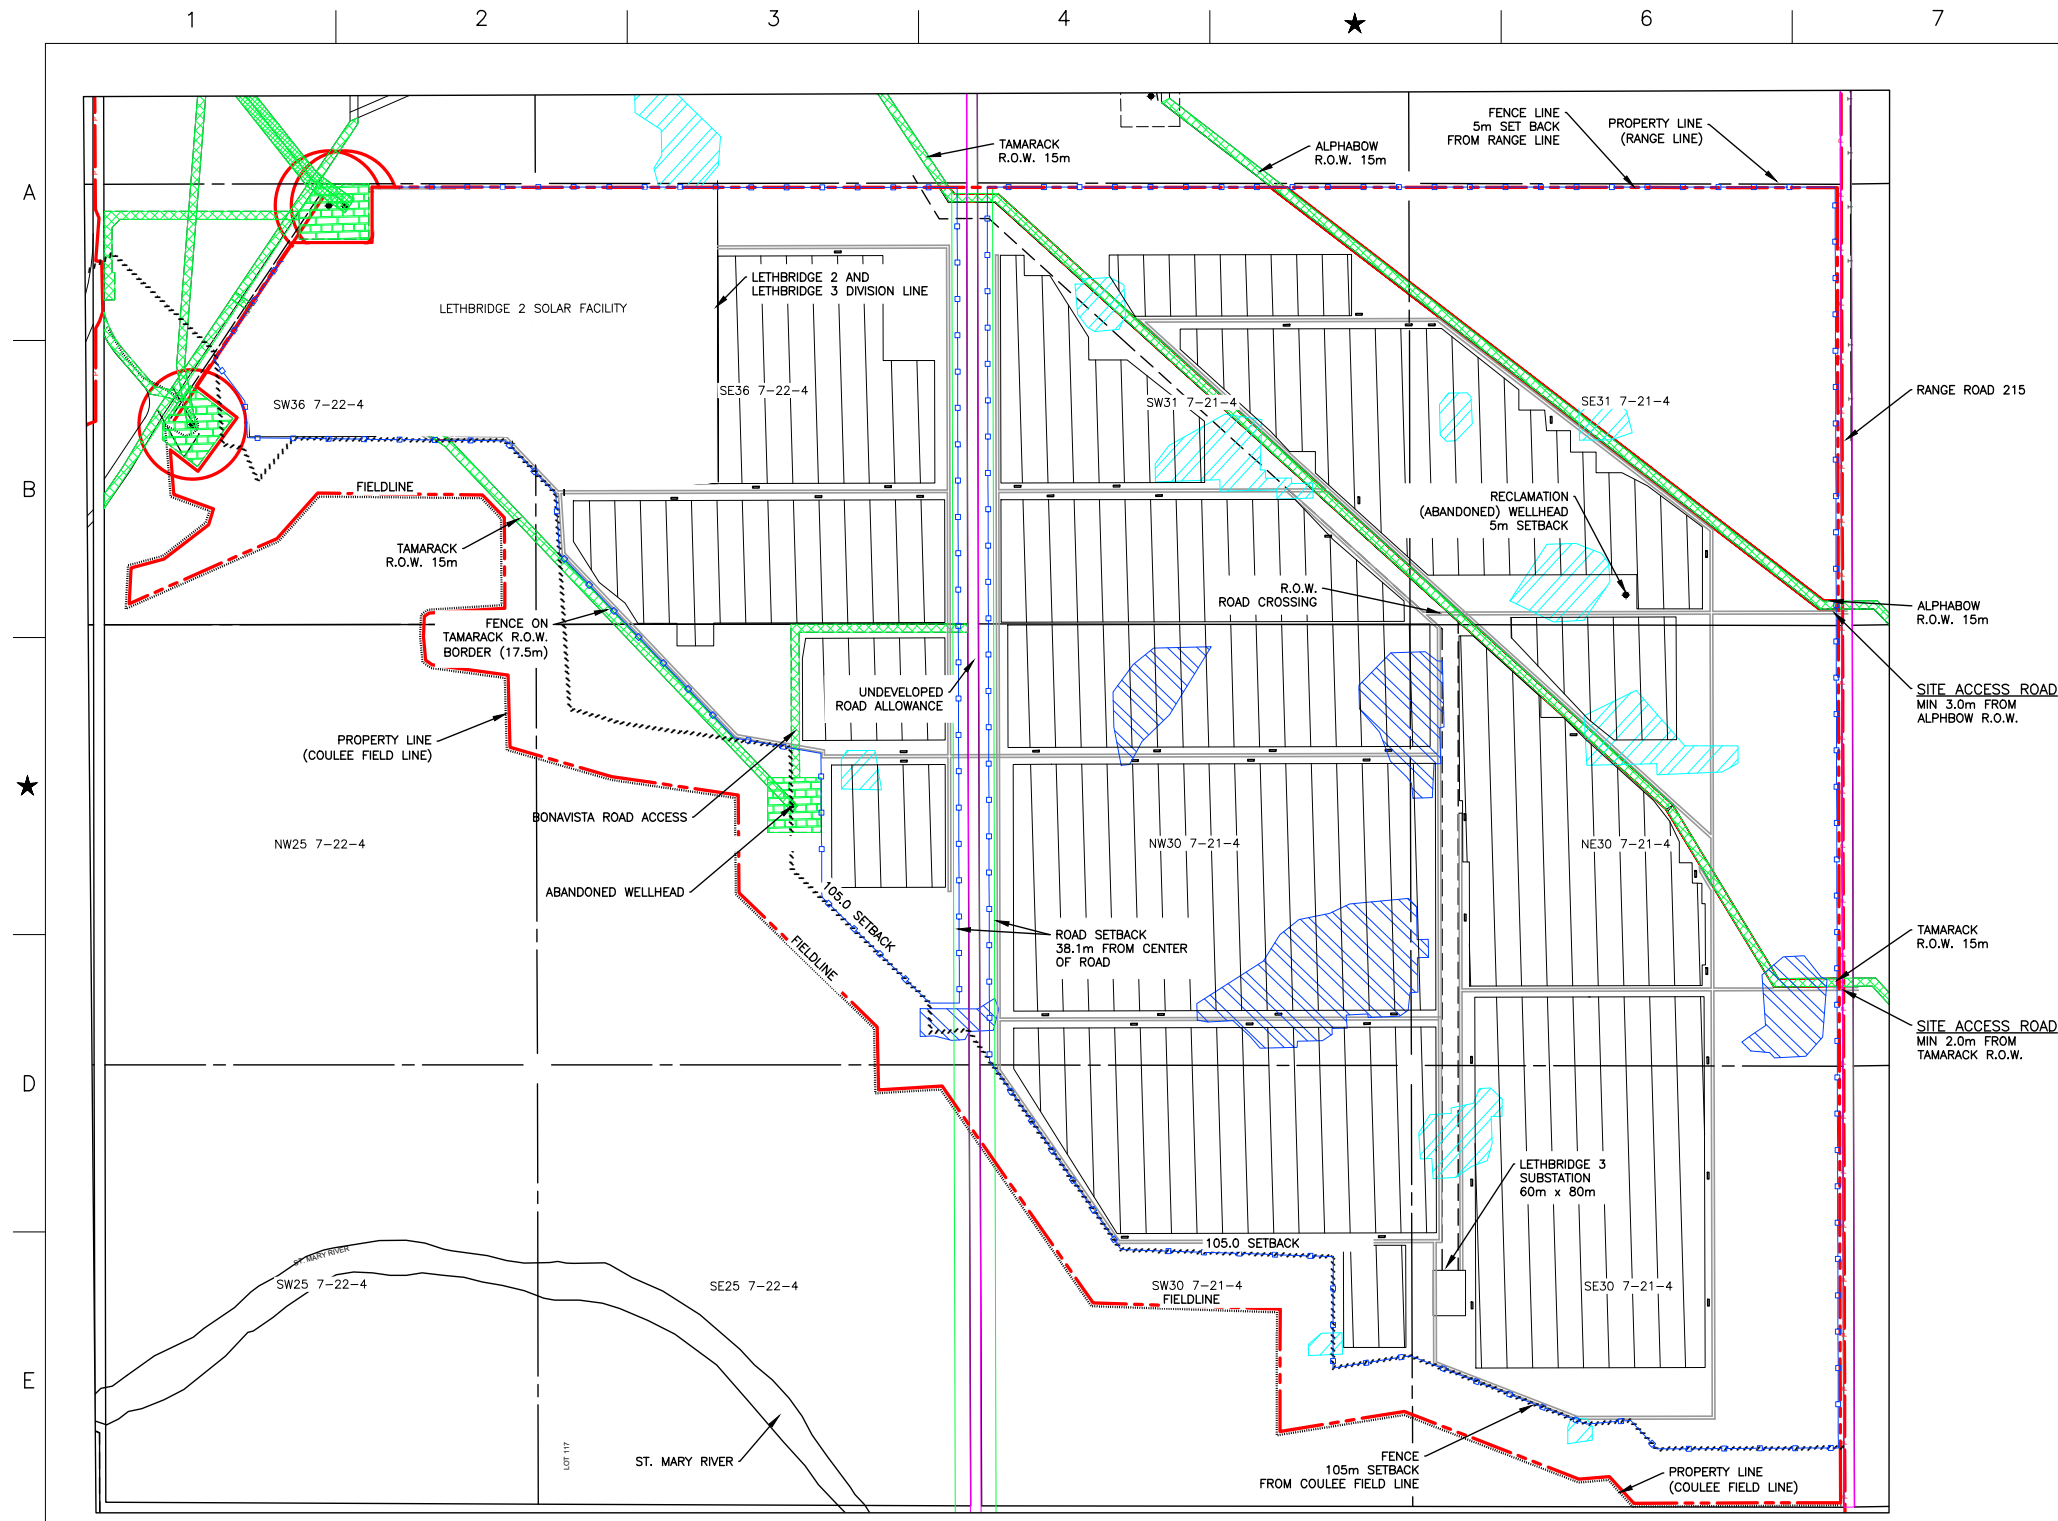 1 2 3 4 6 7
A
B
D
E
TAMARACK
R.O.W. 15m
ALPHABOW
R.O.W. 15m
FENCE LINE
5m SET BACK
FROM RANGE LINE
PROPERTY LINE
(RANGE LINE)
LETHBRIDGE 2 AND
LETHBRIDGE 3 DIVISION LINE
LETHBRIDGE 2 SOLAR FACILITY
SW36 7-22-4
SE36 7-22-4
SW31 7-21-4
SE31 7-21-4
RANGE ROAD 215
FIELDLINE
RECLAMATION
(ABANDONED) WELLHEAD
5m SETBACK
TAMARACK
R.O.W. 15m
R.O.W.
ROAD CROSSING
ALPHABOW
R.O.W. 15m
FENCE ON
TAMARACK R.O.W.
BORDER (17.5m)
UNDEVELOPED
ROAD ALLOWANCE
SITE ACCESS ROAD
MIN 3.0m FROM
ALPHBOW R.O.W.
PROPERTY LINE
(COULEE FIELD LINE)
BONAVISTA ROAD ACCESS
NW25 7-22-4
NW30 7-21-4
NE30 7-21-4
ABANDONED WELLHEAD
105.0 SETBACK
FIELDLINE
ROAD SETBACK
38.1m FROM CENTER
OF ROAD
TAMARACK
R.O.W. 15m
SITE ACCESS ROAD
MIN 2.0m FROM
TAMARACK R.O.W.
LETHBRIDGE 3
SUBSTATION
60m x 80m
105.0 SETBACK
ST. MARY RIVER
SW25 7-22-4
SE25 7-22-4
SW30 7-21-4
FIELDLINE
SE30 7-21-4
LOT 117
ST. MARY RIVER
FENCE
105m SETBACK
FROM COULEE FIELD LINE
PROPERTY LINE
(COULEE FIELD LINE)